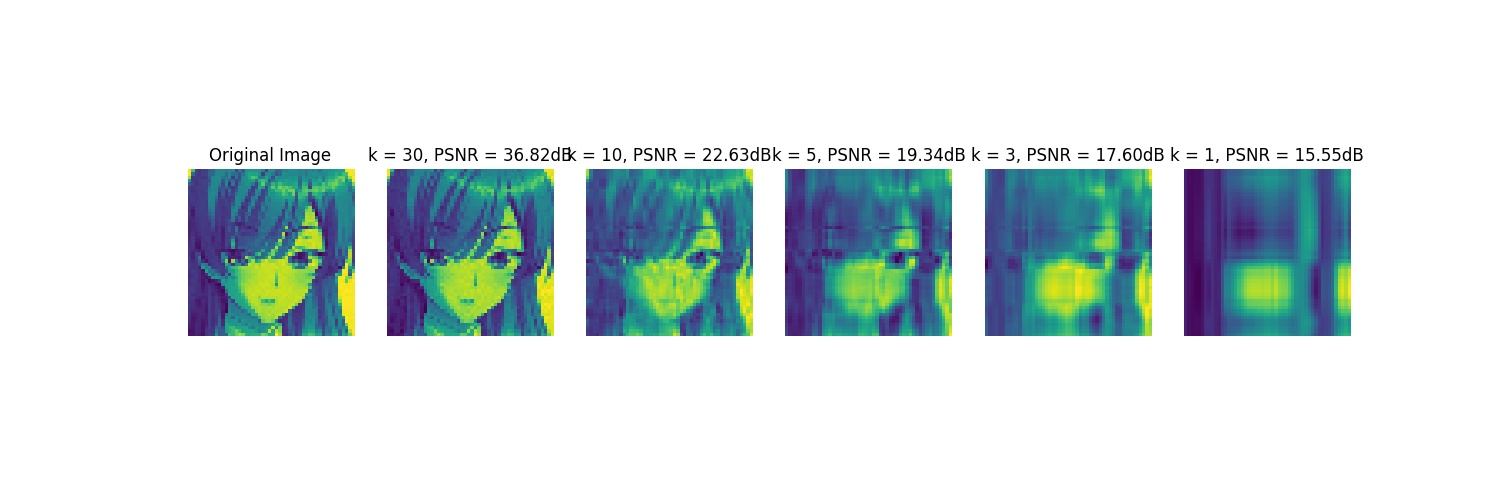 Original Image
k = 30, PSNR = 36.82dB
k = 10, PSNR = 22.63dB
k = 5, PSNR = 19.34dB
k = 3, PSNR = 17.60dB
k = 1, PSNR = 15.55dB